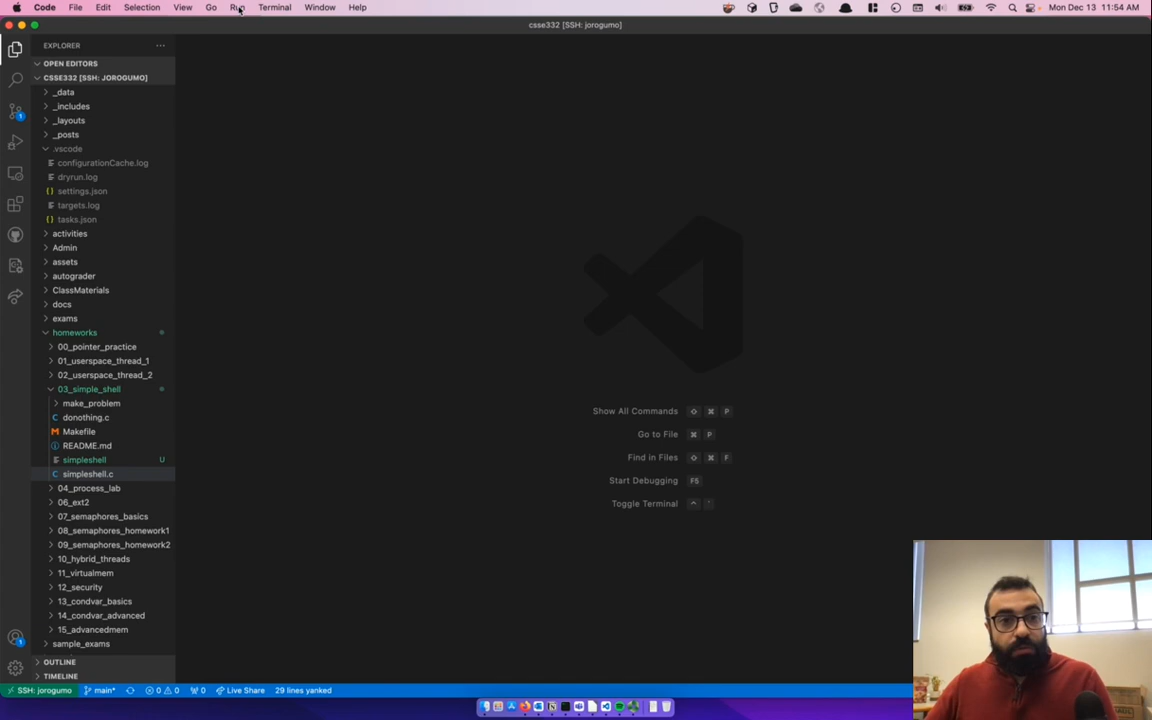 Code File Edit Selection View Go Run Terminal Window Help Mon Dec 13 11:54 AM
csse332 [SSH: jorogumo]
EXPLORER ···
OPEN EDITORS
CSSE332 [SSH: JOROGUMO]
_data
_includes
_layouts
_posts
.vscode
configurationCache.log
dryrun.log
{} settings.json
targets.log
{} tasks.json
activities
Admin
assets
autograder
ClassMaterials
docs
exams
homeworks
00_pointer_practice
01_userspace_thread_1
02_userspace_thread_2
03_simple_shell
make_problem
C donothing.c
M Makefile
README.md
simpleshell U
C simpleshell.c
04_process_lab
06_ext2
07_semaphores_basics
08_semaphores_homework1
09_semaphores_homework2
10_hybrid_threads
11_virtualmem
12_security
13_condvar_basics
14_condvar_advanced
15_advancedmem
sample_exams
OUTLINE
TIMELINE
Show All Commands ⇧ ⌘ P
Go to File ⌘ P
Find in Files ⇧ ⌘ F
Start Debugging F5
Toggle Terminal ^ `
SSH: jorogumo main* 0 0 0 Live Share 29 lines yanked